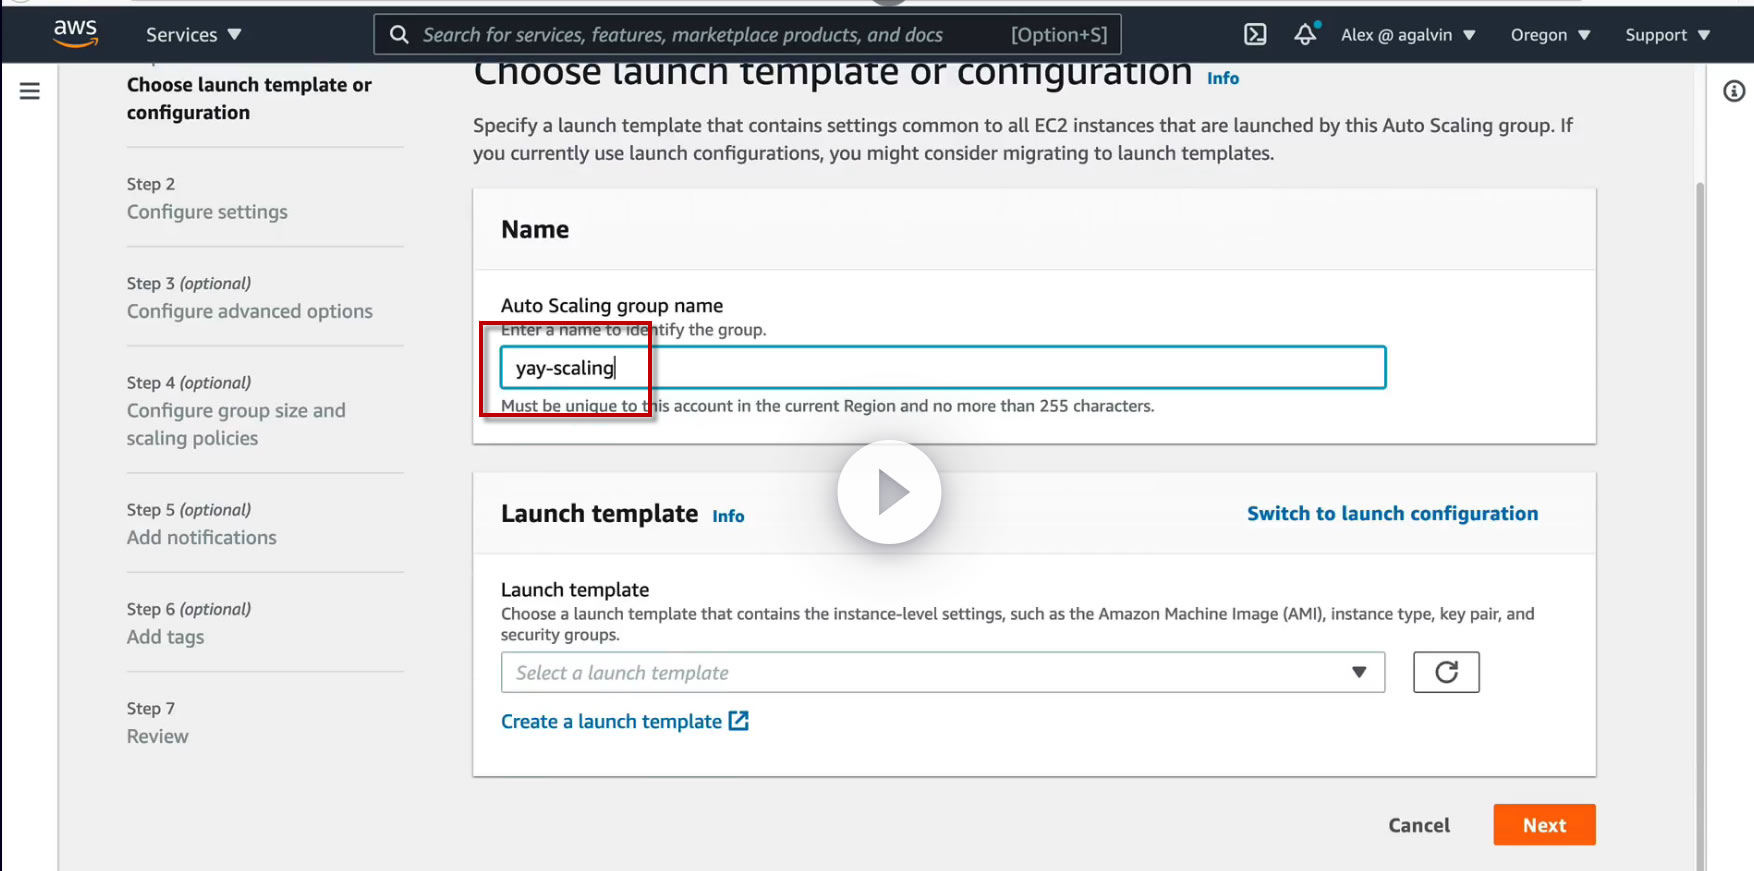 aws
Services
Search for services, features, marketplace products, and docs
[Option+S]
Alex @ agalvin
Oregon
Support
Choose launch template or
configuration
Step 2
Configure settings
Step 3 (optional)
Configure advanced options
Step 4 (optional)
Configure group size and
scaling policies
Step 5 (optional)
Add notifications
Step 6 (optional)
Add tags
Step 7
Review
Choose launch template or configuration Info
Specify a launch template that contains settings common to all EC2 instances that are launched by this Auto Scaling group. If
you currently use launch configurations, you might consider migrating to launch templates.
Name
Auto Scaling group name
Enter a name to identify the group.
yay-scaling
Must be unique to this account in the current Region and no more than 255 characters.
Launch template Info
Switch to launch configuration
Launch template
Choose a launch template that contains the instance-level settings, such as the Amazon Machine Image (AMI), instance type, key pair, and
security groups.
Select a launch template
Create a launch template
Cancel
Next